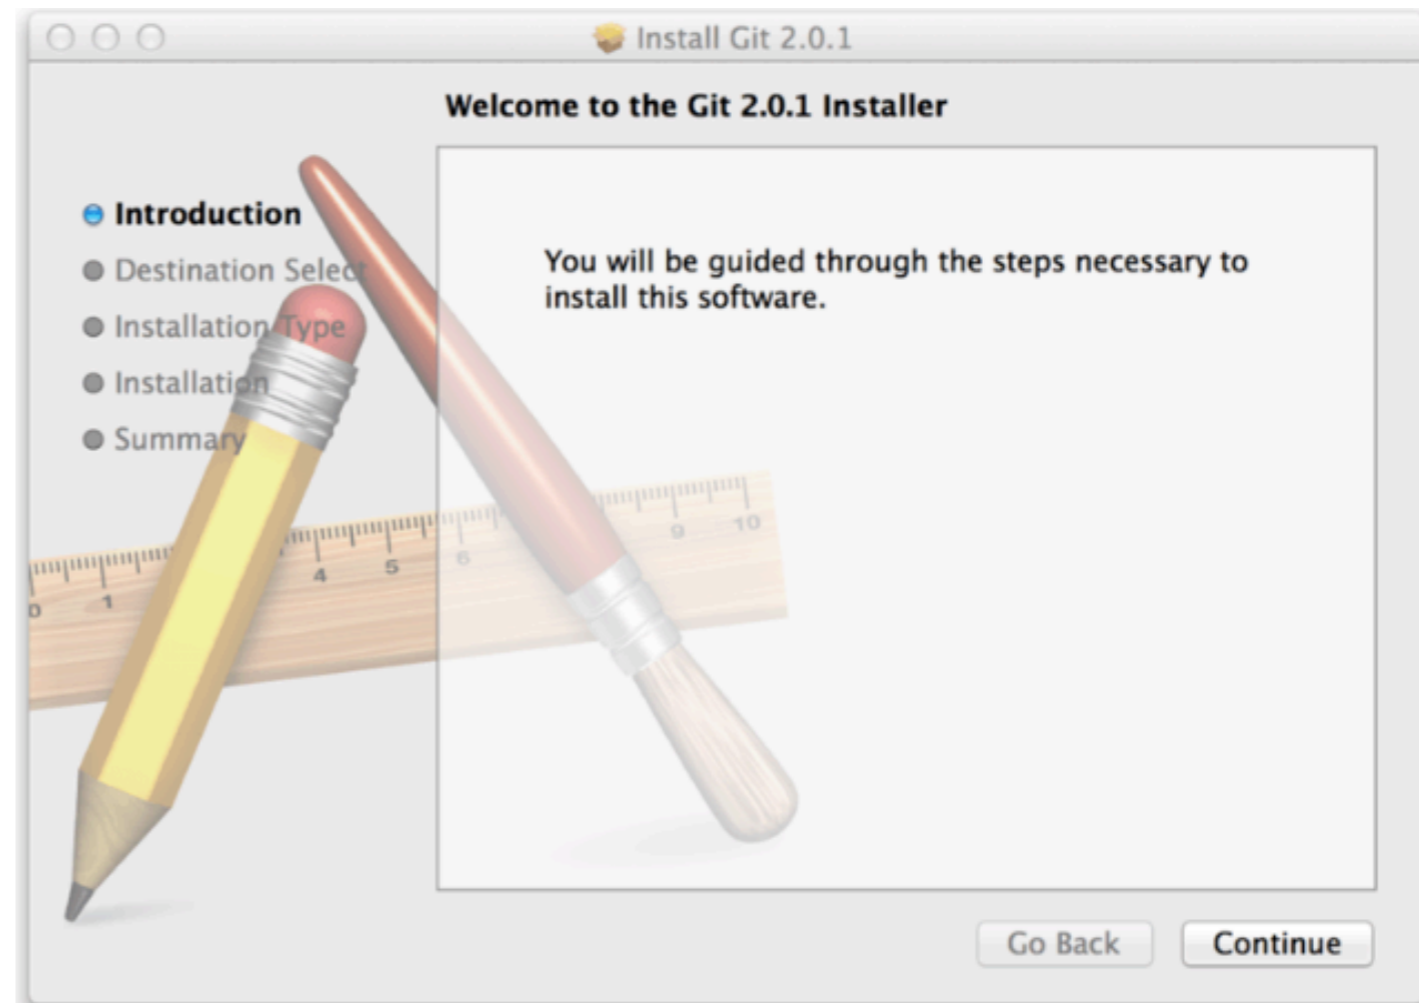 Install Git 2.0.1
Welcome to the Git 2.0.1 Installer
Introduction
Destination Select
Installation Type
Installation
Summary
You will be guided through the steps necessary to
install this software.
0 1 4 5 6 9 10
Go Back Continue